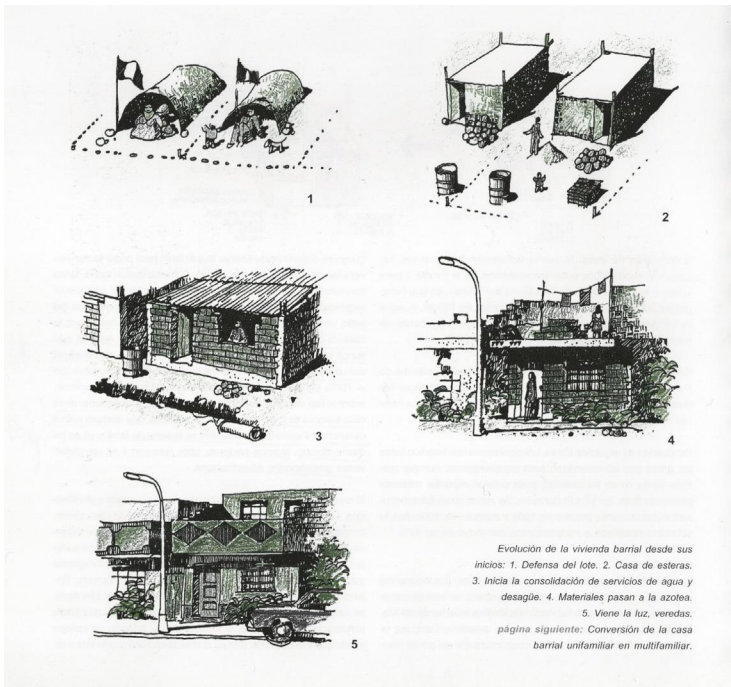 1
2
3
4
5
Evolución de la vivienda barrial desde sus
inicios: 1. Defensa del lote. 2. Casa de esteras.
3. Inicia la consolidación de servicios de agua y
desagüe. 4. Materiales pasan a la azotea.
5. Viene la luz, veredas.
página siguiente: Conversión de la casa
barrial unifamiliar en multifamiliar.